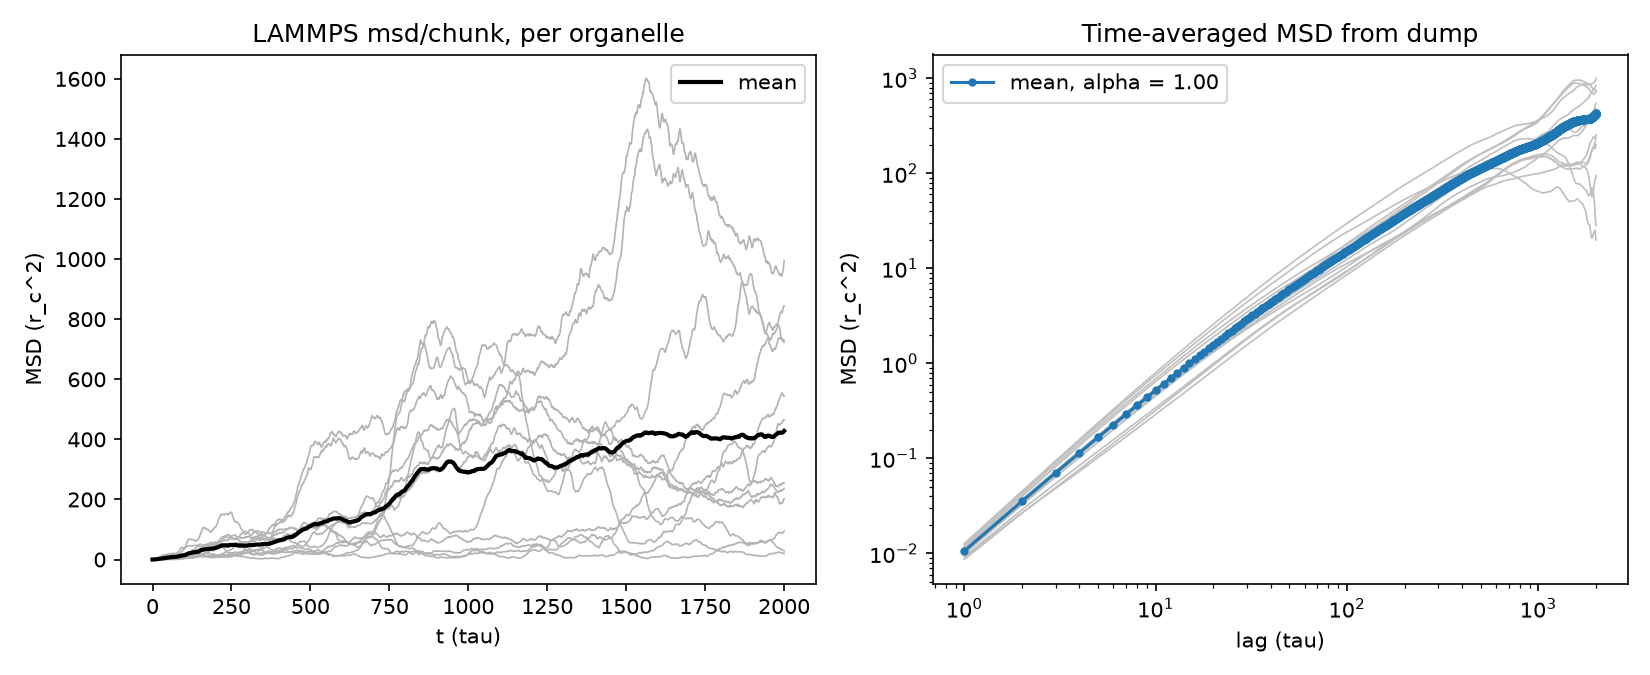 LAMMPS msd/chunk, per organelle
MSD (r_c^2)
1600
1400
1200
1000
800
600
400
200
0
mean
0 250 500 750 1000 1250 1500 1750 2000
t (tau)
Time-averaged MSD from dump
MSD (r_c^2)
10^3
10^2
10^1
10^0
10^−1
10^−2
mean, alpha = 1.00
10^0 10^1 10^2 10^3
lag (tau)